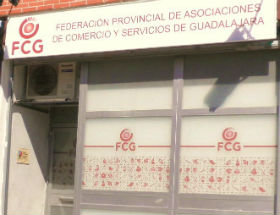 FEDERACIÓN PROVINCIAL DE ASOCIACIONES
DE COMERCIO Y SERVICIOS DE GUADALAJARA
FCG
FCG
FCG